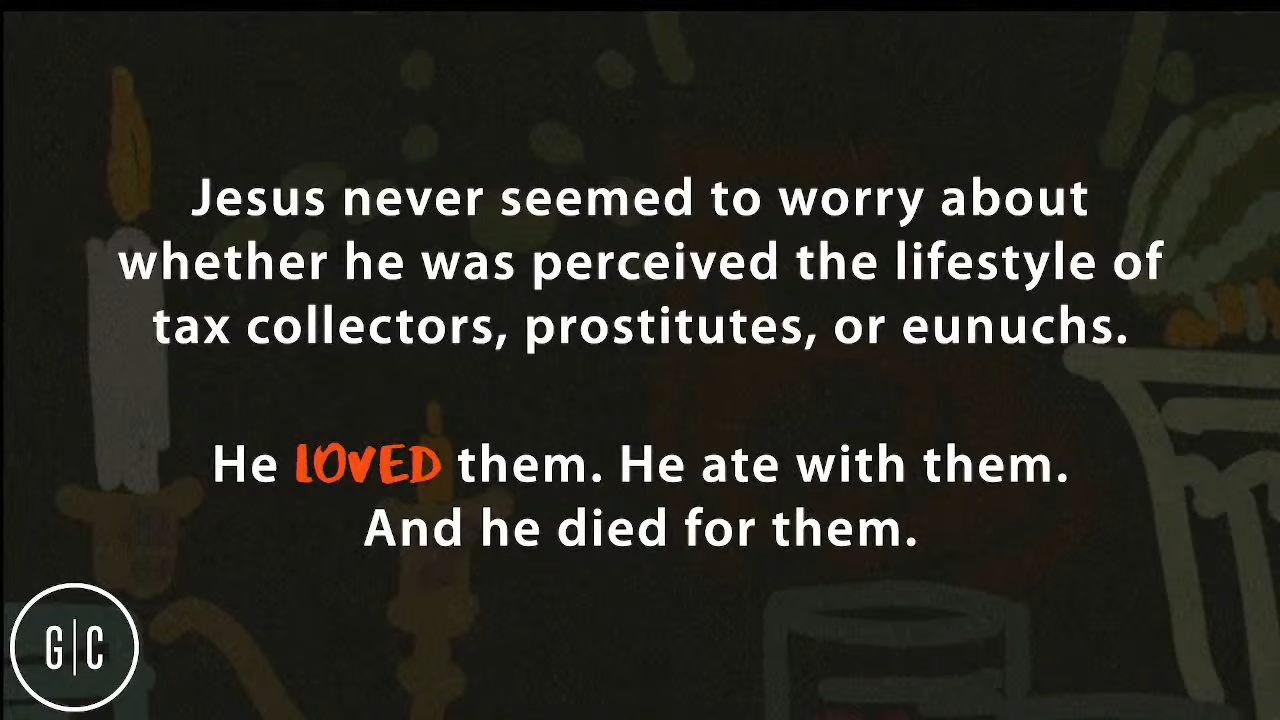 Jesus never seemed to worry about
whether he was perceived the lifestyle of
tax collectors, prostitutes, or eunuchs.
He LOVED them. He ate with them.
And he died for them.
G|C